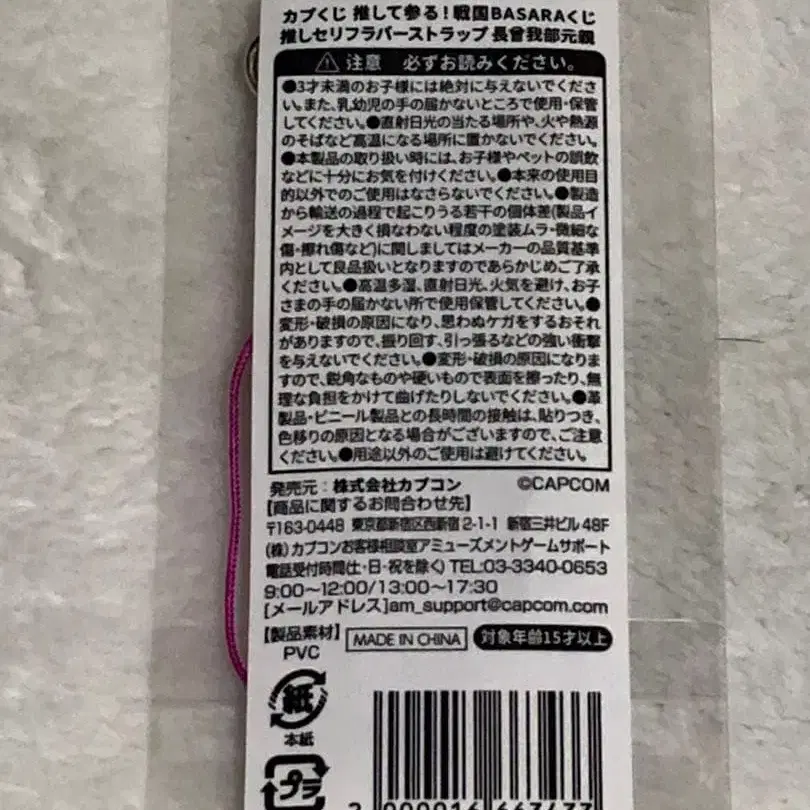 カプくじ 推して参る！戦国BASARAくじ
推しセリフラバーストラップ 長曾我部元親
⚠注意 必ずお読みください。
●3才未満のお子様には絶対に与えないでくださ
い。また、乳幼児の手の届かないところで使用・保管
してください。●直射日光の当たる場所や、火や熱源
のそばなど高温になる場所に置かないでください。
●本製品の取り扱い時には、お子様やペットの誤飲
などに十分にお気を付けください。●本来の使用目
的以外でのご使用はなさらないでください。●製造
から輸送の過程で起こりうる若干の個体差(製品イ
メージを大きく損なわない程度の塗装ムラ・微細な
傷・擦れ傷など)に関しましてはメーカーの品質基準
内として良品扱いとなりますのであらかじめご了承
ください。●高温多湿、直射日光、火気を避け、お子
さまの手の届かない所で使用保管してください。●
変形・破損の原因になり、思わぬケガをするおそれ
がありますので、振り回す、引っ張るなどの強い衝撃
を与えないでください。●変形・破損の原因になりま
すので、鋭角なものや硬いもので表面を擦ったり、無
理な負担をかけて曲げたりしないでください。●革
製品・ビニール製品との長時間の接触は、貼りつき、
色移りの原因となる場合がございますので、ご注意
ください。●用途以外のご使用は避けてください。
発売元：株式会社カプコン ©CAPCOM
【商品に関するお問合わせ先】
〒163-0448 東京都新宿区西新宿2-1-1 新宿三井ビル48F
(株)カプコンお客様相談室アミューズメントゲームサポート
電話受付時間(土・日・祝を除く) TEL:03-3340-0653
9:00～12:00/13:00～17:30
[メールアドレス]am_support@capcom.com
【製品素材】 MADE IN CHINA 対象年齢15才以上
PVC
紙
本紙
プラ